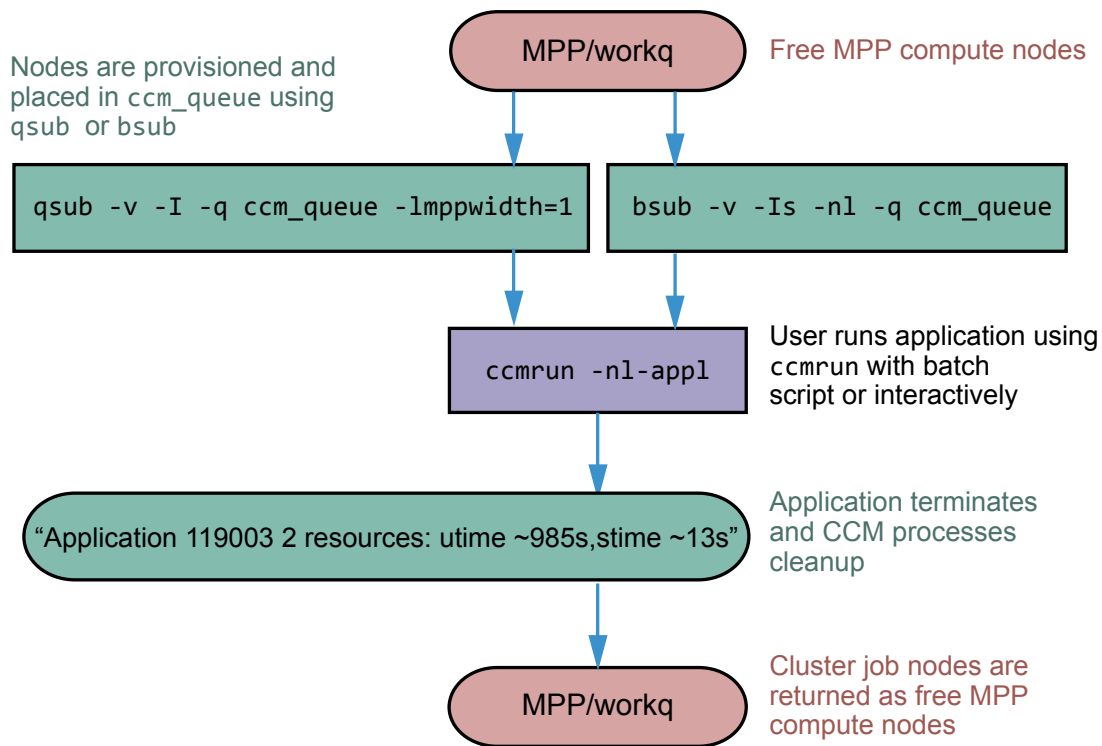 MPP/workq
Free MPP compute nodes
Nodes are provisioned and
placed in ccm_queue using
qsub or bsub
qsub -v -I -q ccm_queue -lmppwidth=1
bsub -v -Is -nl -q ccm_queue
ccmrun -nl-appl
User runs application using
ccmrun with batch
script or interactively
“Application 119003 2 resources: utime ~985s,stime ~13s”
Application terminates
and CCM processes
cleanup
MPP/workq
Cluster job nodes are
returned as free MPP
compute nodes